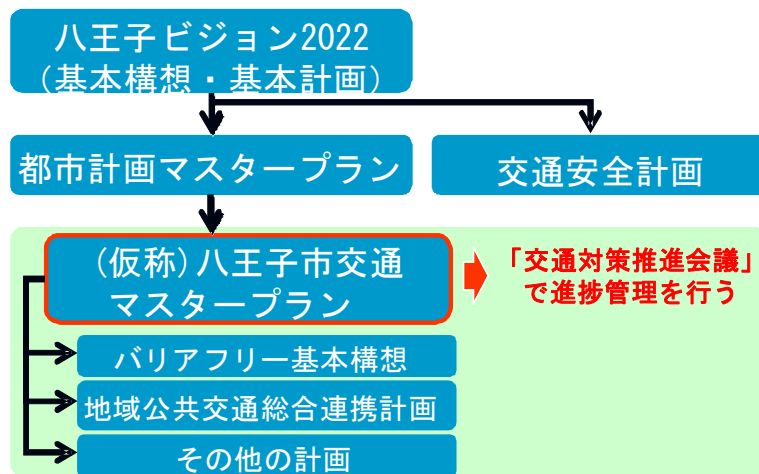 八王子ビジョン2022
(基本構想・基本計画)
都市計画マスタープラン
交通安全計画
(仮称)八王子市交通
マスタープラン
「交通対策推進会議」
で進捗管理を行う
バリアフリー基本構想
地域公共交通総合連携計画
その他の計画